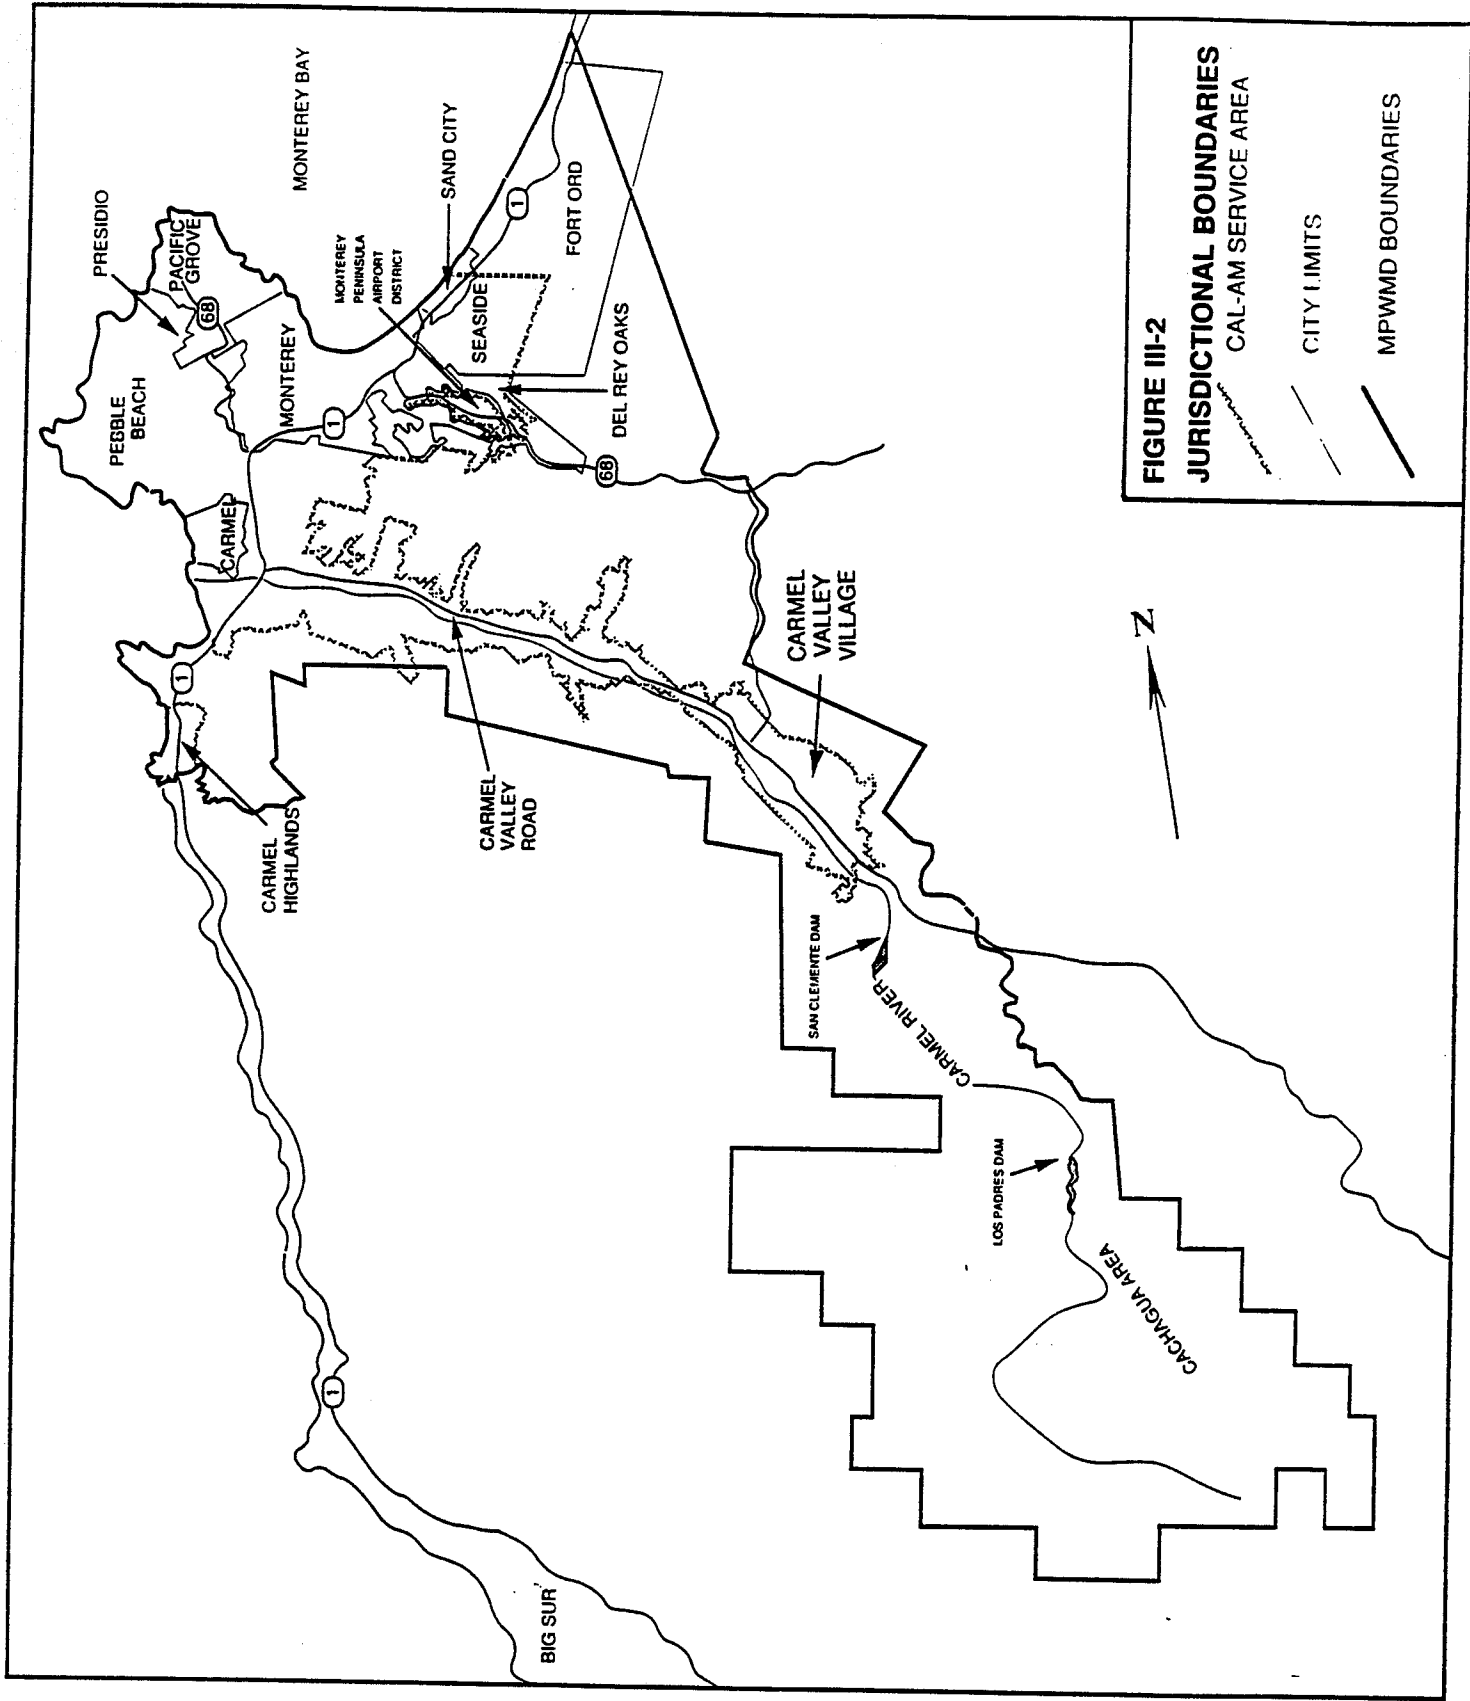 FIGURE III-2
JURISDICTIONAL BOUNDARIES
CAL-AM SERVICE AREA
CITY LIMITS
MPWMD BOUNDARIES
MONTEREY BAY
PRESIDIO
PACIFIC
GROVE
68
PEBBLE
BEACH
MONTEREY
1
MONTEREY
PENINSULA
AIRPORT
DISTRICT
SAND CITY
1
FORT ORD
SEASIDE
DEL REY OAKS
68
CARMEL
1
CARMEL
HIGHLANDS
CARMEL
VALLEY
ROAD
CARMEL
VALLEY
VILLAGE
N
SAN CLEMENTE DAM
CARMEL RIVER
LOS PADRES DAM
CACHAGUA AREA
1
BIG SUR